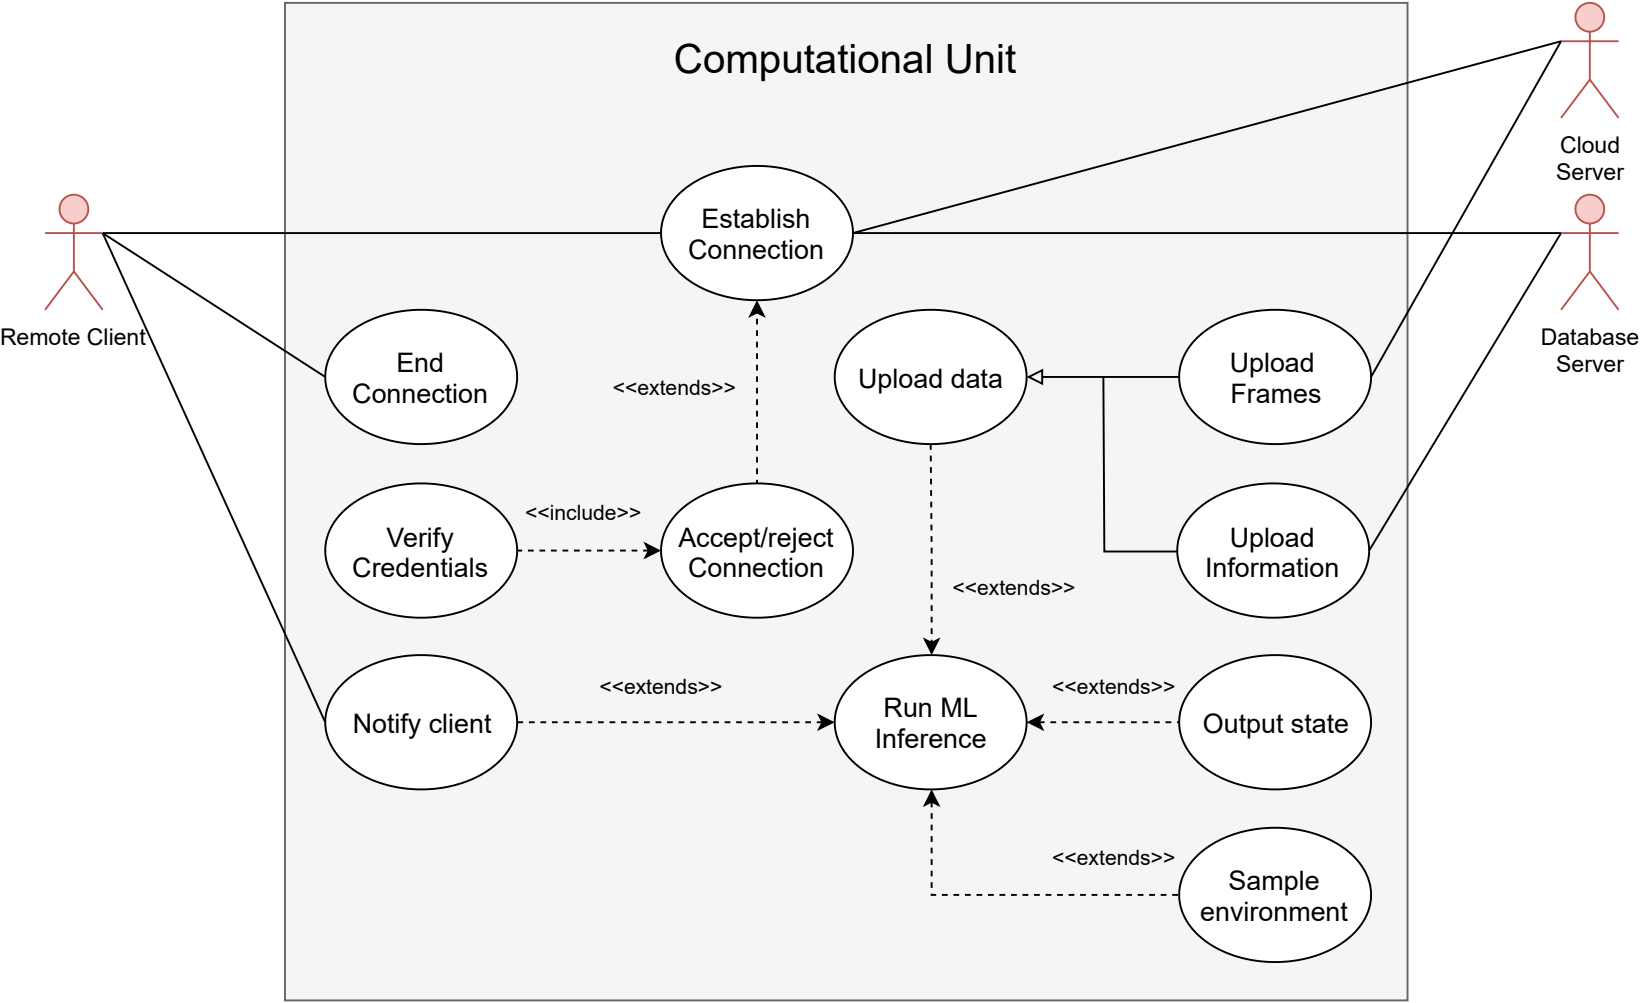 Computational Unit
Cloud
Server
Establish
Connection
Remote Client
Database
Server
End
Connection
<<extends>>
Upload data
Upload
Frames
Verify
Credentials
<<include>>
Accept/reject
Connection
Upload
Information
<<extends>>
Notify client
<<extends>>
Run ML
Inference
<<extends>>
Output state
<<extends>>
Sample
environment